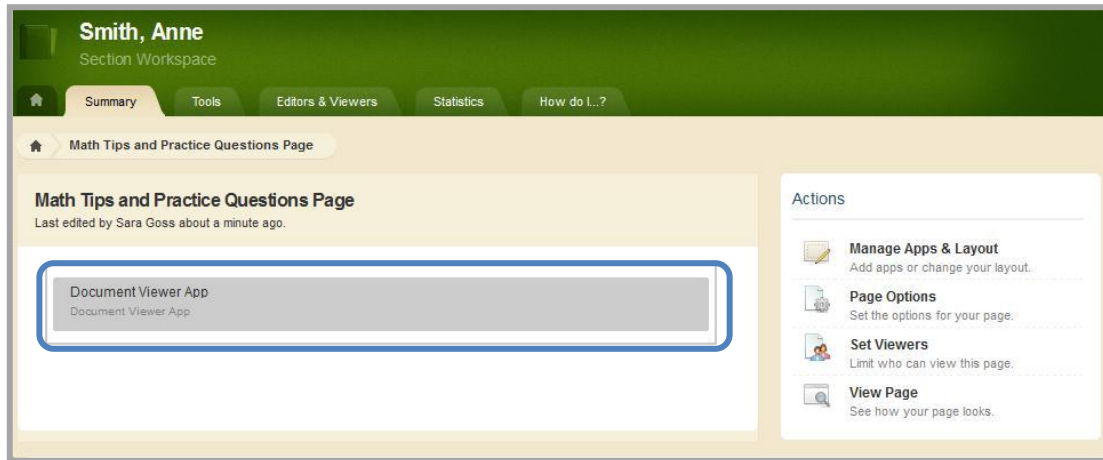 Smith, Anne
Section Workspace
Summary Tools Editors & Viewers Statistics How do I...?
Math Tips and Practice Questions Page
Math Tips and Practice Questions Page
Last edited by Sara Goss about a minute ago.
Document Viewer App
Document Viewer App
Actions
Manage Apps & Layout
Add apps or change your layout.
Page Options
Set the options for your page.
Set Viewers
Limit who can view this page.
View Page
See how your page looks.